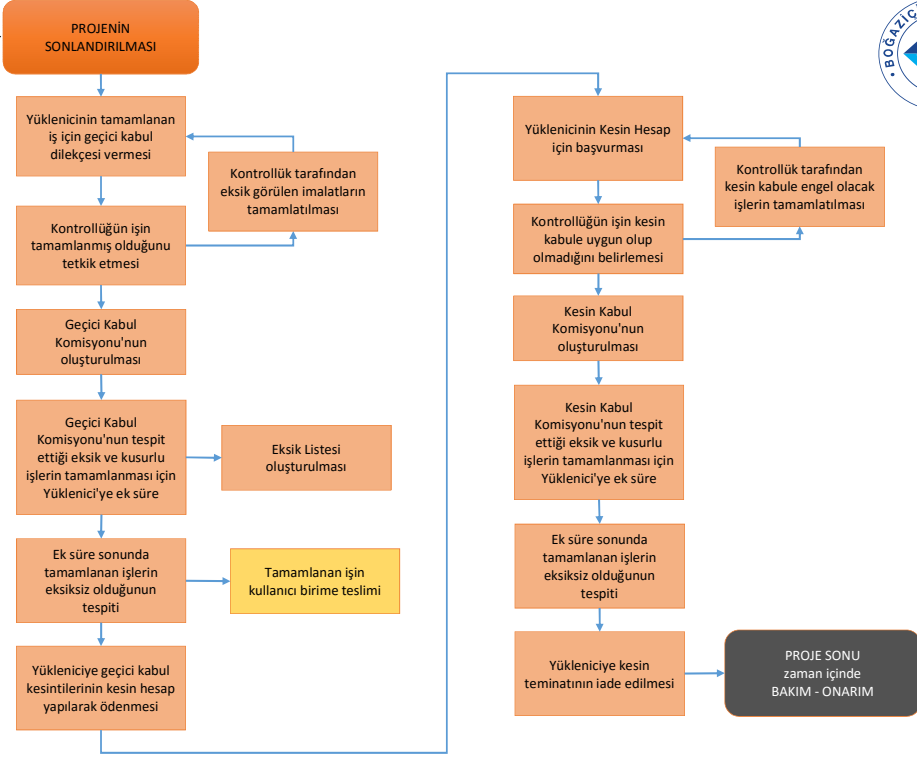 PROJENİN
SONLANDIRILMASI
Yüklenicinin tamamlanan
iş için geçici kabul
dilekçesi vermesi
Kontrollük tarafından
eksik görülen imalatların
tamamlatılması
Kontrollüğün işin
tamamlanmış olduğunu
tetkik etmesi
Geçici Kabul
Komisyonu'nun
oluşturulması
Geçici Kabul
Komisyonu'nun tespit
ettiği eksik ve kusurlu
işlerin tamamlanması için
Yüklenici'ye ek süre
Eksik Listesi
oluşturulması
Ek süre sonunda
tamamlanan işlerin
eksiksiz olduğunun
tespiti
Tamamlanan işin
kullanıcı birime teslimi
Yükleniciye geçici kabul
kesintilerinin kesin hesap
yapılarak ödenmesi
Yüklenicinin Kesin Hesap
için başvurması
Kontrollük tarafından
kesin kabule engel olacak
işlerin tamamlatılması
Kontrollüğün işin kesin
kabule uygun olup
olmadığını belirlemesi
Kesin Kabul
Komisyonu'nun
oluşturulması
Kesin Kabul
Komisyonu'nun tespit
ettiği eksik ve kusurlu
işlerin tamamlanması için
Yüklenici'ye ek süre
Ek süre sonunda
tamamlanan işlerin
eksiksiz olduğunun
tespiti
Yükleniciye kesin
teminatının iade edilmesi
PROJE SONU
zaman içinde
BAKIM - ONARIM
• BOĞAZİÇ